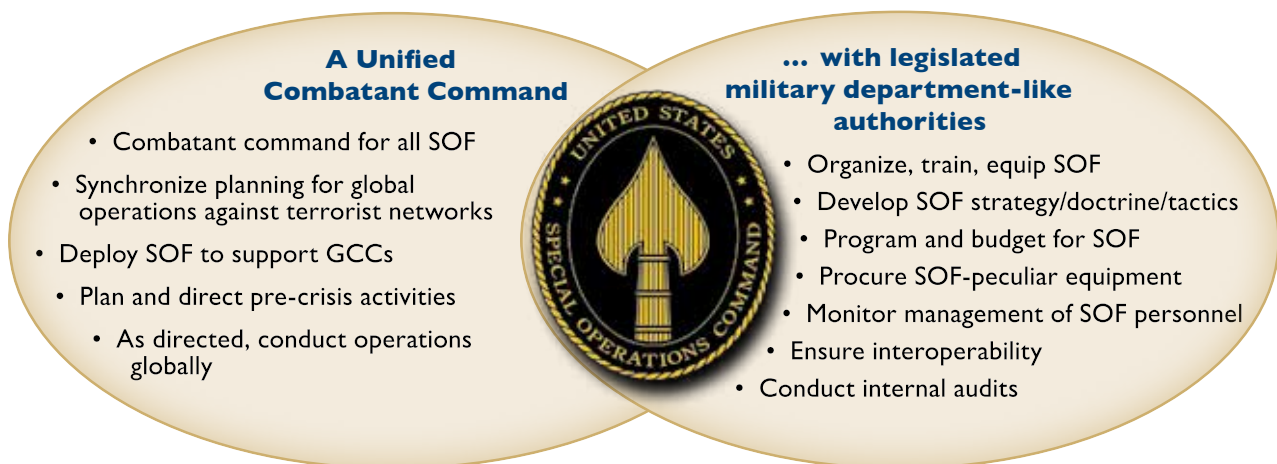 A Unified
Combatant Command
• Combatant command for all SOF
• Synchronize planning for global
operations against terrorist networks
• Deploy SOF to support GCCs
• Plan and direct pre-crisis activities
• As directed, conduct operations
globally
UNITED STATES
SPECIAL OPERATIONS COMMAND
... with legislated
military department-like
authorities
• Organize, train, equip SOF
• Develop SOF strategy/doctrine/tactics
• Program and budget for SOF
• Procure SOF-peculiar equipment
• Monitor management of SOF personnel
• Ensure interoperability
• Conduct internal audits